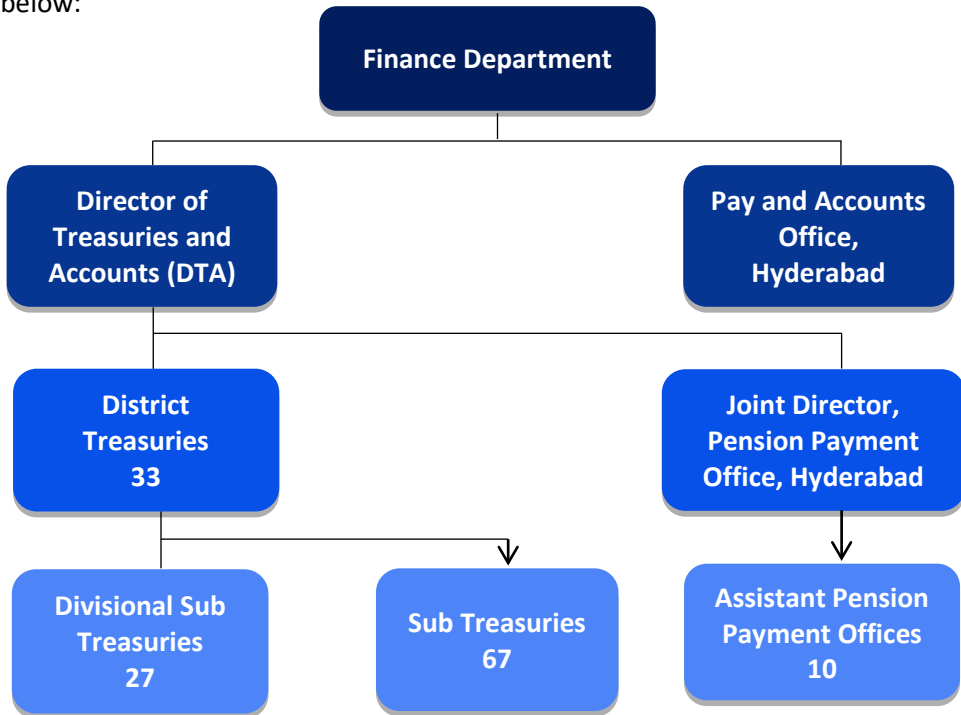 below:
Finance Department
Director of
Treasuries and
Accounts (DTA)
Pay and Accounts
Office,
Hyderabad
District
Treasuries
33
Joint Director,
Pension Payment
Office, Hyderabad
Divisional Sub
Treasuries
27
Sub Treasuries
67
Assistant Pension
Payment Offices
10